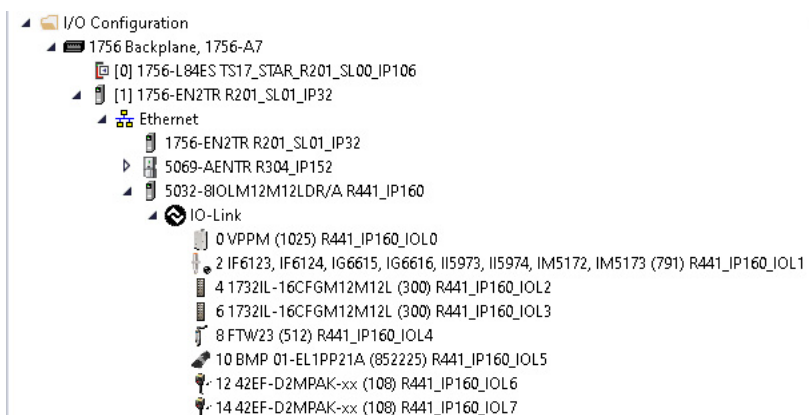 I/O Configuration
1756 Backplane, 1756-A7
[0] 1756-L84ES TS17_STAR_R201_SL00_IP106
[1] 1756-EN2TR R201_SL01_IP32
Ethernet
1756-EN2TR R201_SL01_IP32
5069-AENTR R304_IP152
5032-8IOLM12M12LDR/A R441_IP160
IO-Link
0 VPPM (1025) R441_IP160_IOL0
2 IF6123, IF6124, IG6615, IG6616, II5973, II5974, IM5172, IM5173 (791) R441_IP160_IOL1
4 1732IL-16CFGM12M12L (300) R441_IP160_IOL2
6 1732IL-16CFGM12M12L (300) R441_IP160_IOL3
8 FTW23 (512) R441_IP160_IOL4
10 BMP 01-EL1PP21A (852225) R441_IP160_IOL5
12 42EF-D2MPAK-xx (108) R441_IP160_IOL6
14 42EF-D2MPAK-xx (108) R441_IP160_IOL7